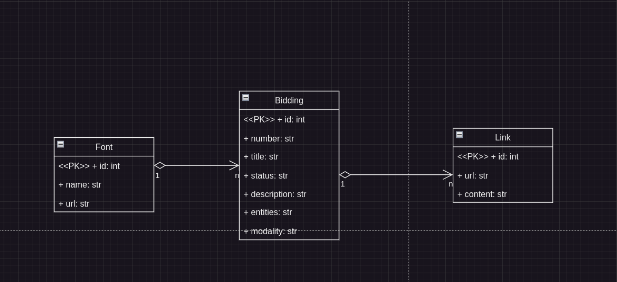 Font
<<PK>> + id: int
+ name: str
+ url: str
1
n
Bidding
<<PK>> + id: int
+ number: str
+ title: str
+ status: str
+ description: str
+ entities: str
+ modality: str
1
n
Link
<<PK>> + id: int
+ url: str
+ content: str